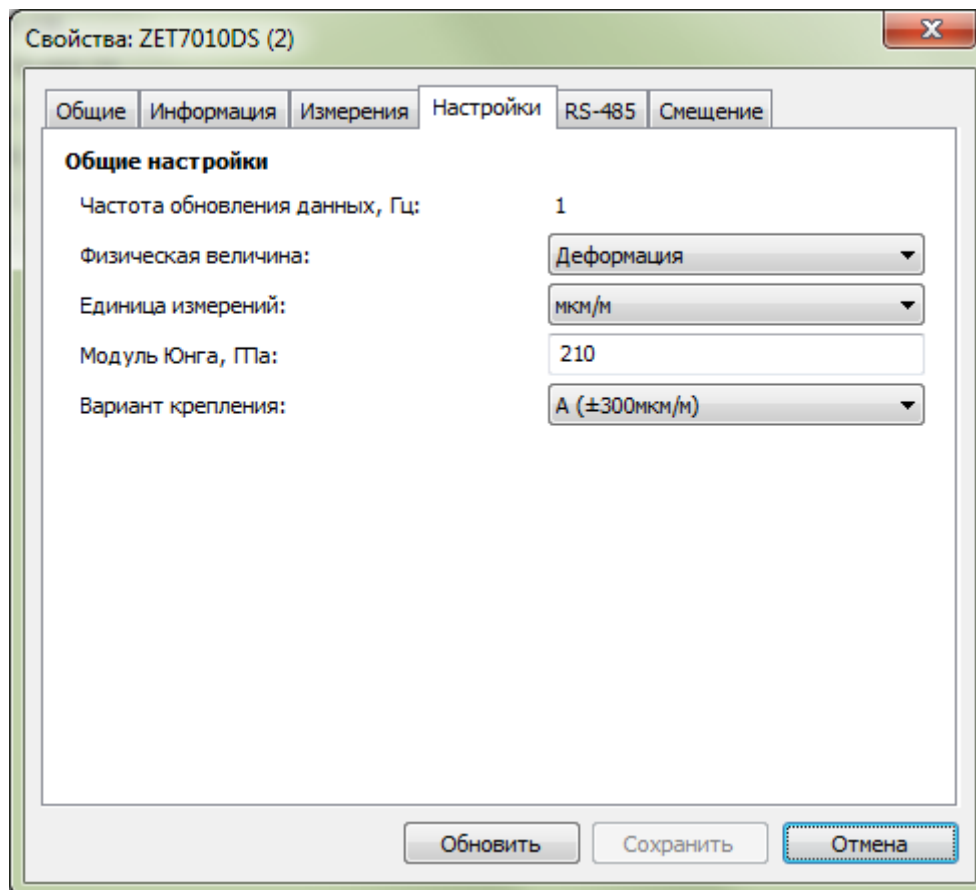 Свойства: ZET7010DS (2)
Общие Информация Измерения Настройки RS-485 Смещение
Общие настройки
Частота обновления данных, Гц: 1
Физическая величина: Деформация
Единица измерений: мкм/м
Модуль Юнга, ГПа: 210
Вариант крепления: А (±300мкм/м)
Обновить Сохранить Отмена